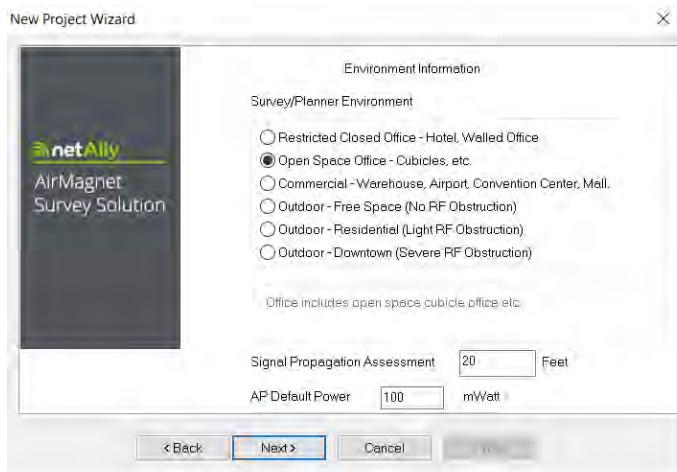 New Project Wizard
netAlly
AirMagnet
Survey Solution
Environment Information
Survey/Planner Environment
Restricted Closed Office - Hotel, Walled Office
Open Space Office - Cubicles, etc.
Commercial - Warehouse, Airport, Convention Center, Mall.
Outdoor - Free Space (No RF Obstruction)
Outdoor - Residential (Light RF Obstruction)
Outdoor - Downtown (Severe RF Obstruction)
Office includes open space cubicle office etc.
Signal Propagation Assessment 20 Feet
AP Default Power 100 mWatt
< Back Next > Cancel